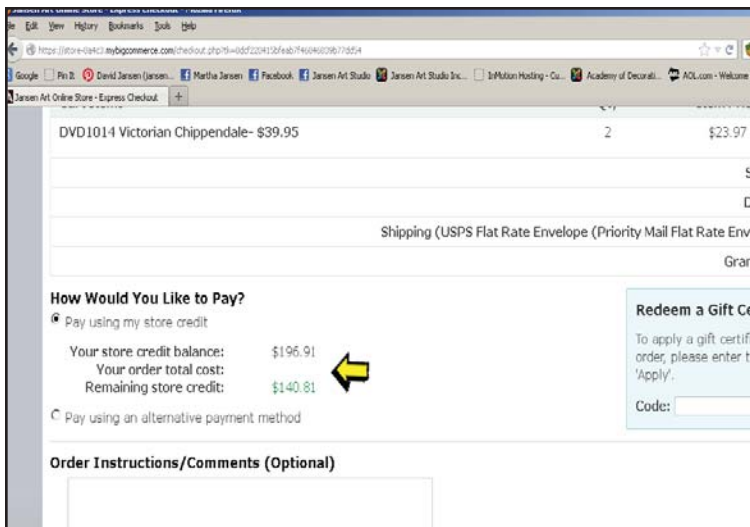 Edit View History Bookmarks Tools Help
Google Pin It David Jansen (jansen... Martha Jansen Facebook Jansen Art Studio Jansen Art Studio Inc... InMotion Hosting - Cu... Academy of Decorati... AOL.com - Welcome
Jansen Art Online Store - Express Checkout +
DVD1014 Victorian Chippendale- $39.95 2 $23.97
S
D
Shipping (USPS Flat Rate Envelope (Priority Mail Flat Rate Env
Gran
How Would You Like to Pay?
Pay using my store credit
Your store credit balance: $196.91
Your order total cost:
Remaining store credit: $140.81
Pay using an alternative payment method
Redeem a Gift Ce
To apply a gift certif
order, please enter t
'Apply'.
Code:
Order Instructions/Comments (Optional)